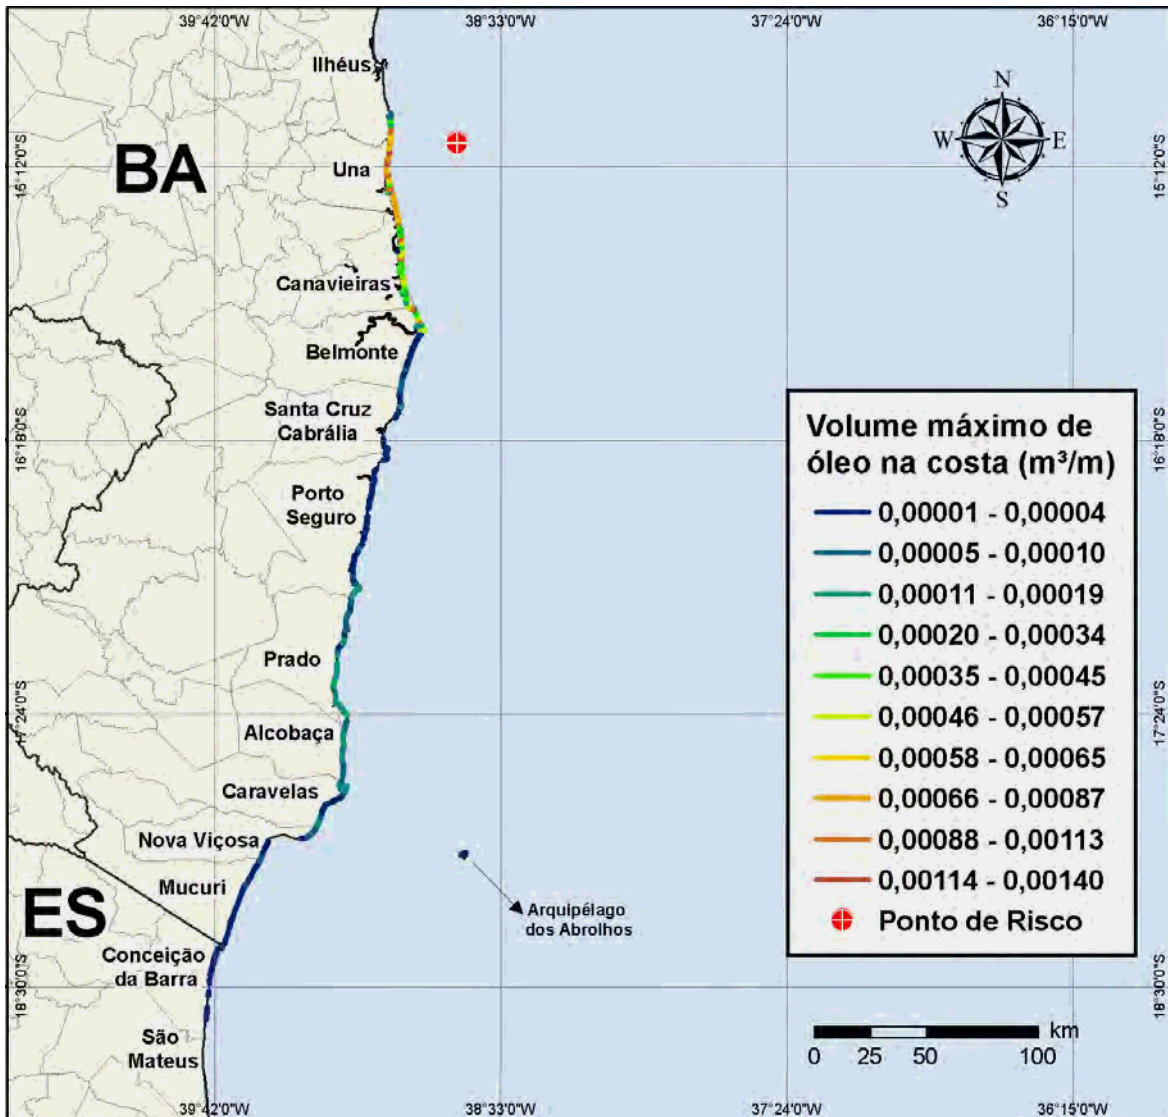 39°42'0"W
38°33'0"W
37°24'0"W
36°15'0"W
Ilhéus
N
W
E
S
BA
Una
15°12'0"S
15°12'0"S
Canavieiras
Belmonte
Santa Cruz
Cabrália
16°18'0"S
16°18'0"S
Porto
Seguro
Volume máximo de
óleo na costa (m³/m)
0,00001 - 0,00004
0,00005 - 0,00010
0,00011 - 0,00019
0,00020 - 0,00034
0,00035 - 0,00045
0,00046 - 0,00057
0,00058 - 0,00065
0,00066 - 0,00087
0,00088 - 0,00113
0,00114 - 0,00140
Ponto de Risco
Prado
17°24'0"S
17°24'0"S
Alcobaça
Caravelas
Nova Viçosa
Mucuri
ES
Arquipélago
dos Abrolhos
Conceição
da Barra
18°30'0"S
18°30'0"S
São
Mateus
km
0 25 50 100
39°42'0"W
38°33'0"W
37°24'0"W
36°15'0"W